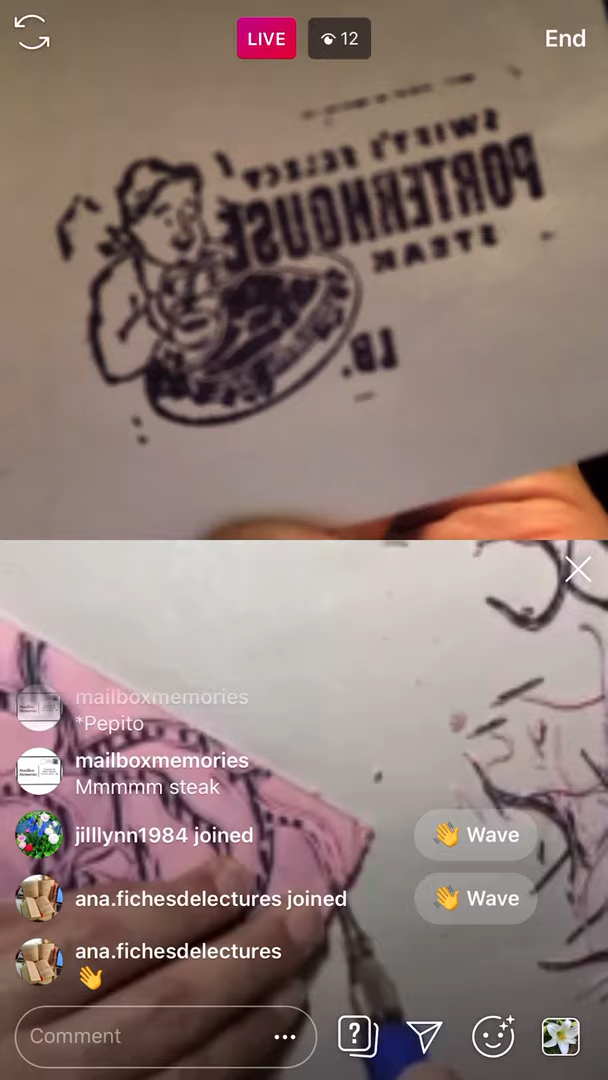 LIVE
12
End
SWIFT'S SELECT
PORTERHOUSE
STEAK
LB.
mailboxmemories
*Pepito
mailboxmemories
Mmmmm steak
jilllynn1984 joined
👋 Wave
ana.fichesdelectures joined
👋 Wave
ana.fichesdelectures
👋
Comment